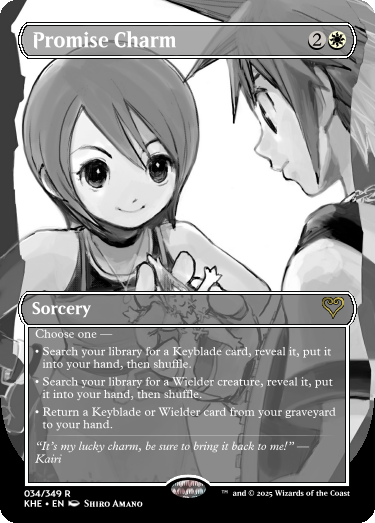 Promise Charm 2
Sorcery
Choose one —
• Search your library for a Keyblade card, reveal it, put it
into your hand, then shuffle.
• Search your library for a Wielder creature, reveal it, put
it into your hand, then shuffle.
• Return a Keyblade or Wielder card from your graveyard
to your hand.
“It’s my lucky charm, be sure to bring it back to me!” —
Kairi
034/349 R
KHE • EN SHIRO AMANO
™ and © 2025 Wizards of the Coast